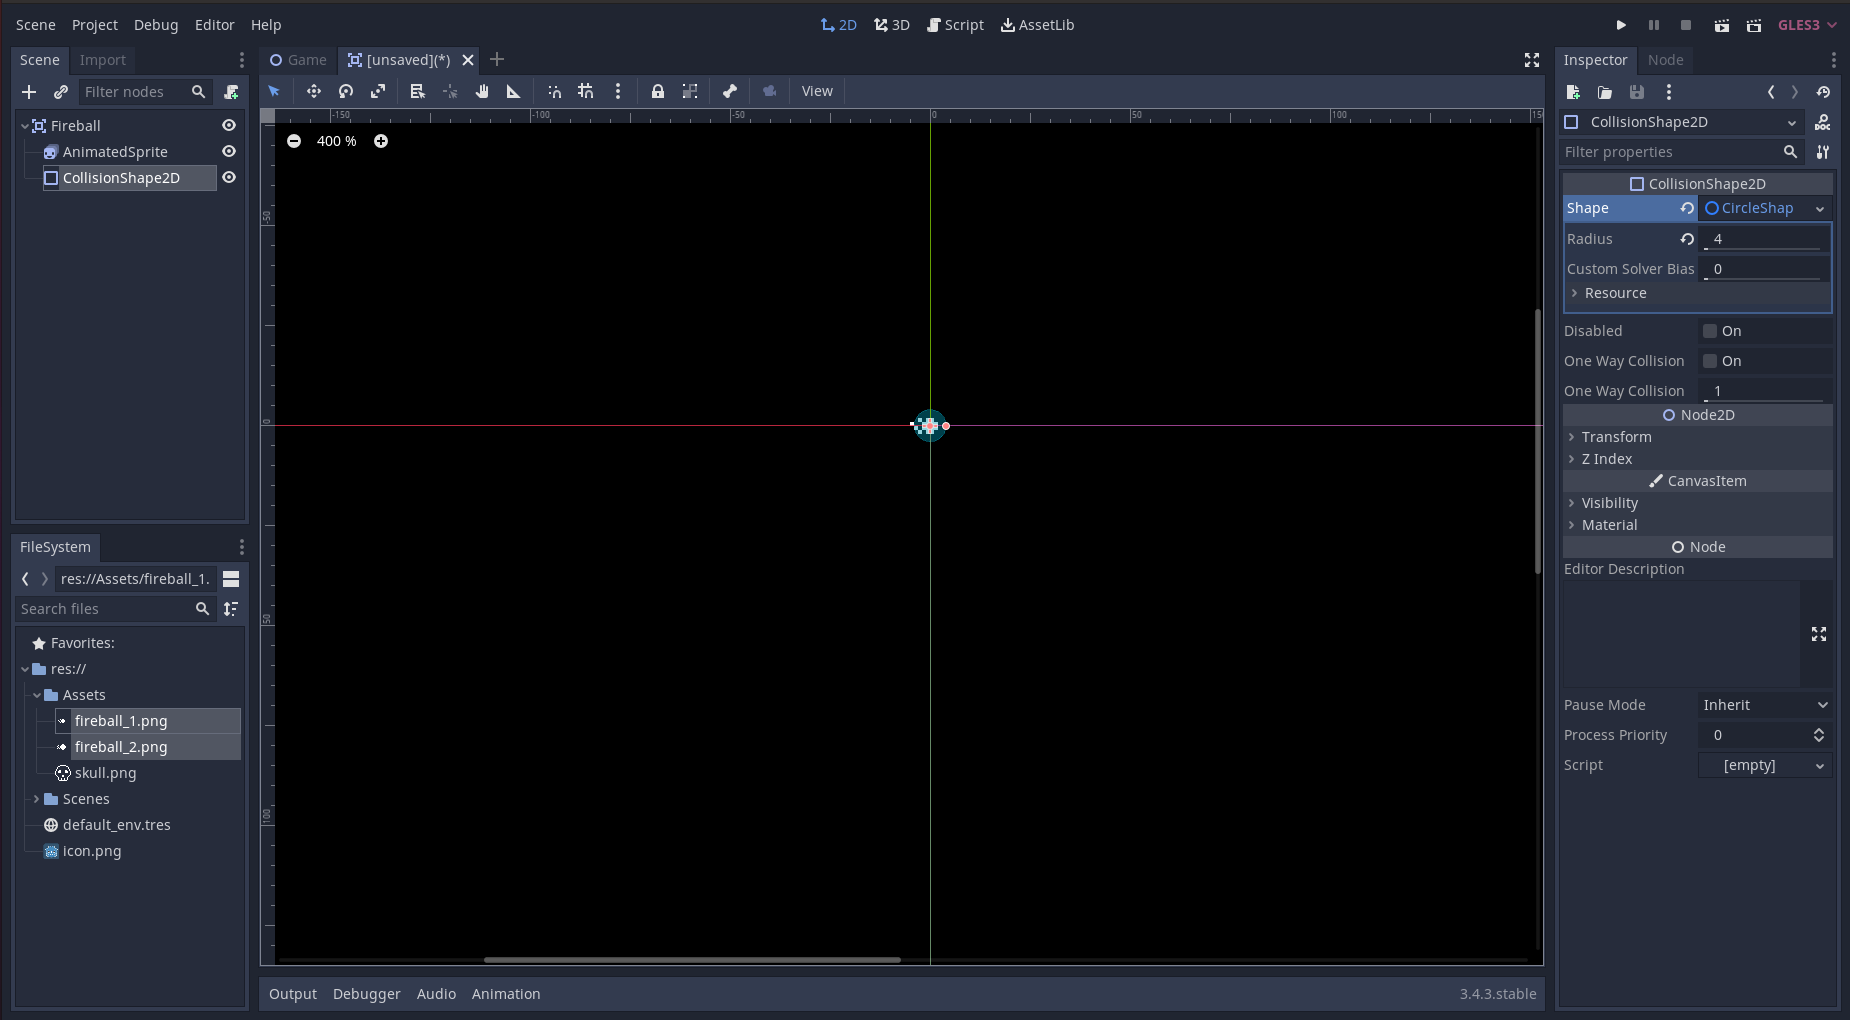 Scene Project Debug Editor Help 2D 3D Script AssetLib GLES3
Scene Import
Filter nodes
Fireball
AnimatedSprite
CollisionShape2D
FileSystem
res://Assets/fireball_1.
Search files
Favorites:
res://
Assets
fireball_1.png
fireball_2.png
skull.png
Scenes
default_env.tres
icon.png
Game [unsaved](*)
View
-150 -100 -50 0 50 100 150
400 %
-50
0
50
100
Output Debugger Audio Animation 3.4.3.stable
Inspector Node
CollisionShape2D
Filter properties
CollisionShape2D
Shape CircleShap
Radius 4
Custom Solver Bias 0
Resource
Disabled On
One Way Collision On
One Way Collision 1
Node2D
Transform
Z Index
CanvasItem
Visibility
Material
Node
Editor Description
Pause Mode Inherit
Process Priority 0
Script [empty]